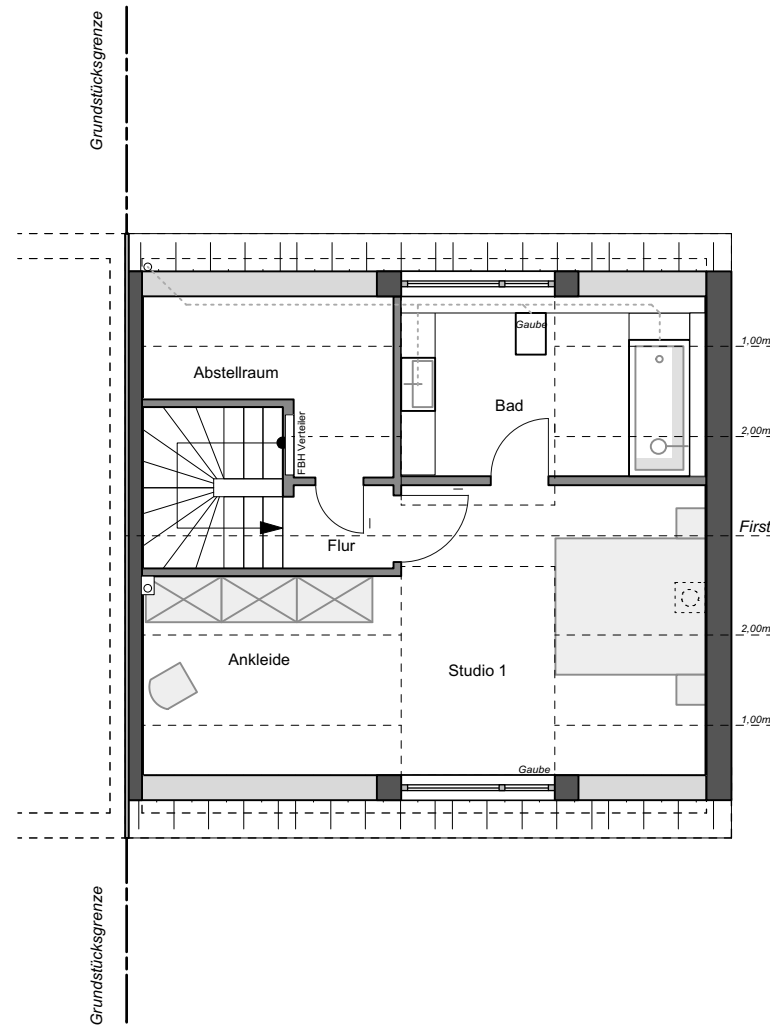 Grundstücksgrenze
Gaube
1,00m
Abstellraum
Bad
FBH Verteiler
2,00m
First
Flur
2,00m
Ankleide
Studio 1
1,00m
Gaube
Grundstücksgrenze